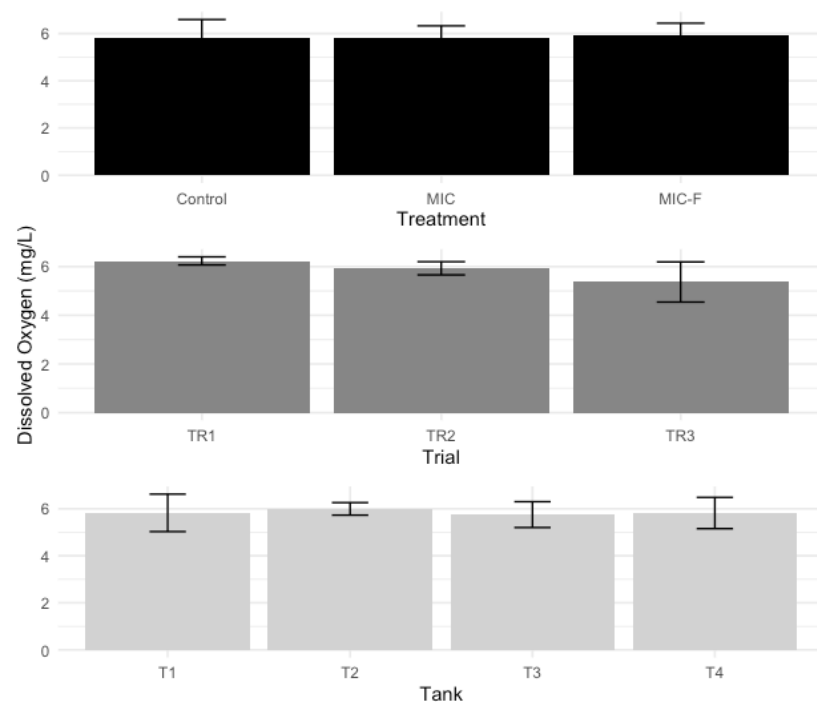 Dissolved Oxygen (mg/L)
6
4
2
0
Control MIC MIC-F
Treatment
6
4
2
0
TR1 TR2 TR3
Trial
6
4
2
0
T1 T2 T3 T4
Tank